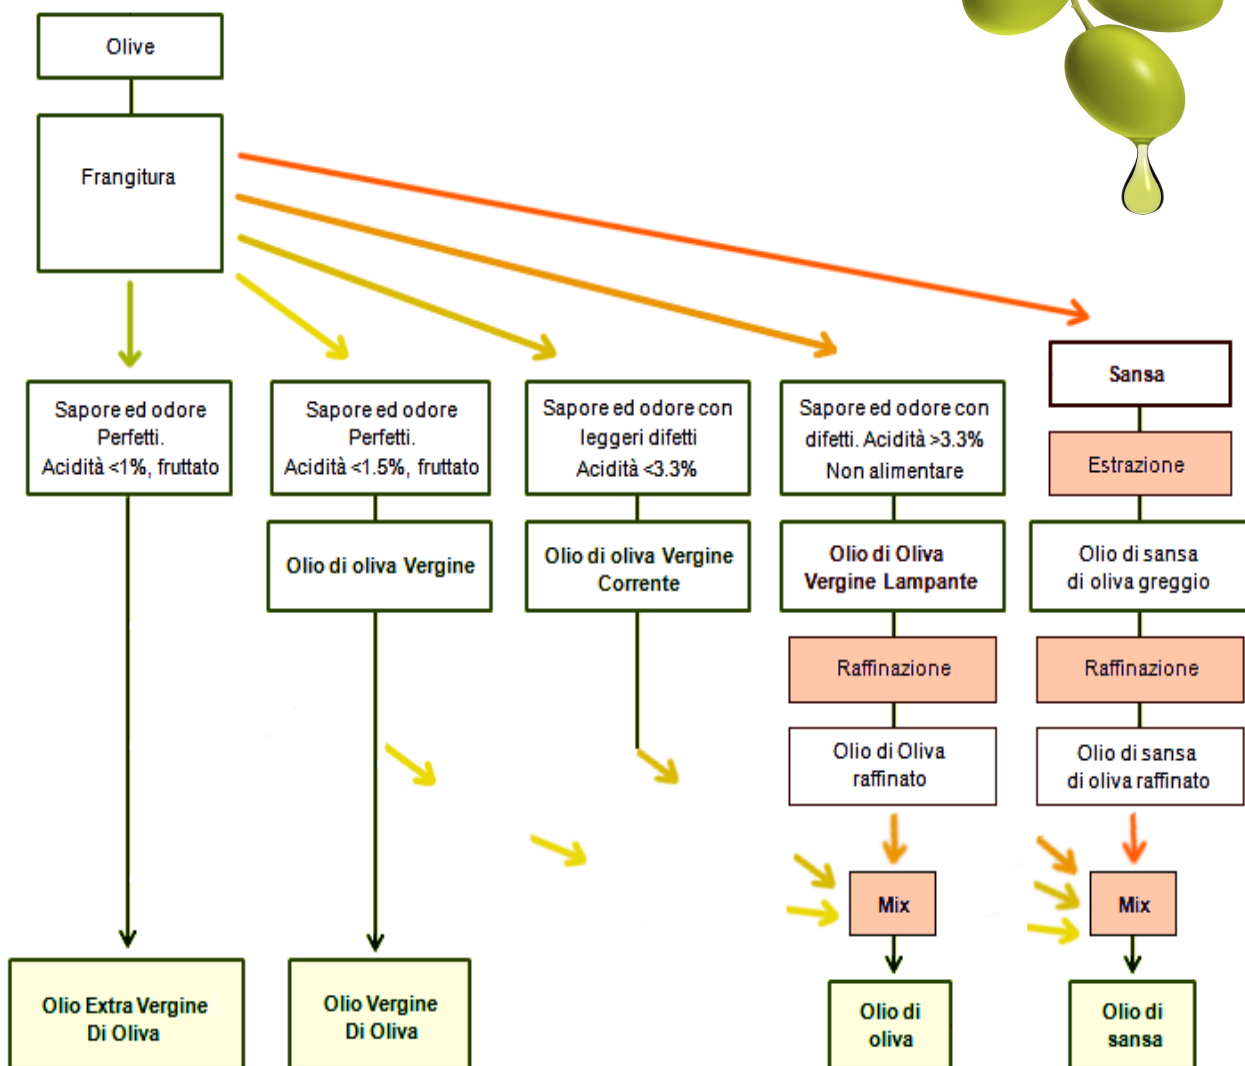 Olive
Frangitura
Sapore ed odore
Perfetti.
Acidità <1%, fruttato
Sapore ed odore
Perfetti.
Acidità <1.5%, fruttato
Sapore ed odore con
leggeri difetti
Acidità <3.3%
Sapore ed odore con
difetti. Acidità >3.3%
Non alimentare
Sansa
Estrazione
Olio di oliva Vergine
Olio di oliva Vergine
Corrente
Olio di Oliva
Vergine Lampante
Olio di sansa
di oliva greggio
Raffinazione
Raffinazione
Olio di Oliva
raffinato
Olio di sansa
di oliva raffinato
Mix
Mix
Olio Extra Vergine
Di Oliva
Olio Vergine
Di Oliva
Olio di
oliva
Olio di
sansa